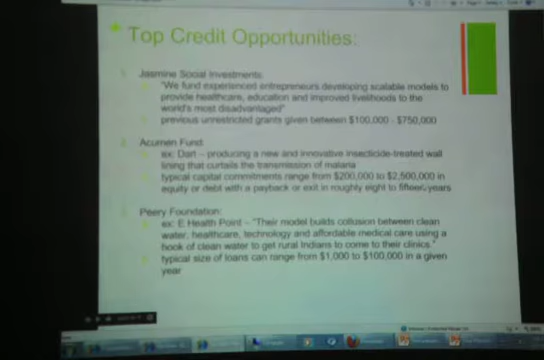 * Top Credit Opportunities:
1. Jasmine Social Investments:
"We fund experienced entrepreneurs developing scalable models to
provide healthcare, education and improved livelihoods to the
world's most disadvantaged"
previous unrestricted grants given between $100,000 - $750,000
2. Acumen Fund:
ex: Dart – producing a new and innovative insecticide-treated wall
lining that curtails the transmission of malaria
typical capital commitments range from $200,000 to $2,500,000 in
equity or debt with a payback or exit in roughly eight to fifteen years
3. Peery Foundation:
ex: E Health Point – "Their model builds collusion between clean
water, healthcare, technology and affordable medical care using a
hook of clean water to get rural Indians to come to their clinics."
typical size of loans can range from $1,000 to $100,000 in a given
year